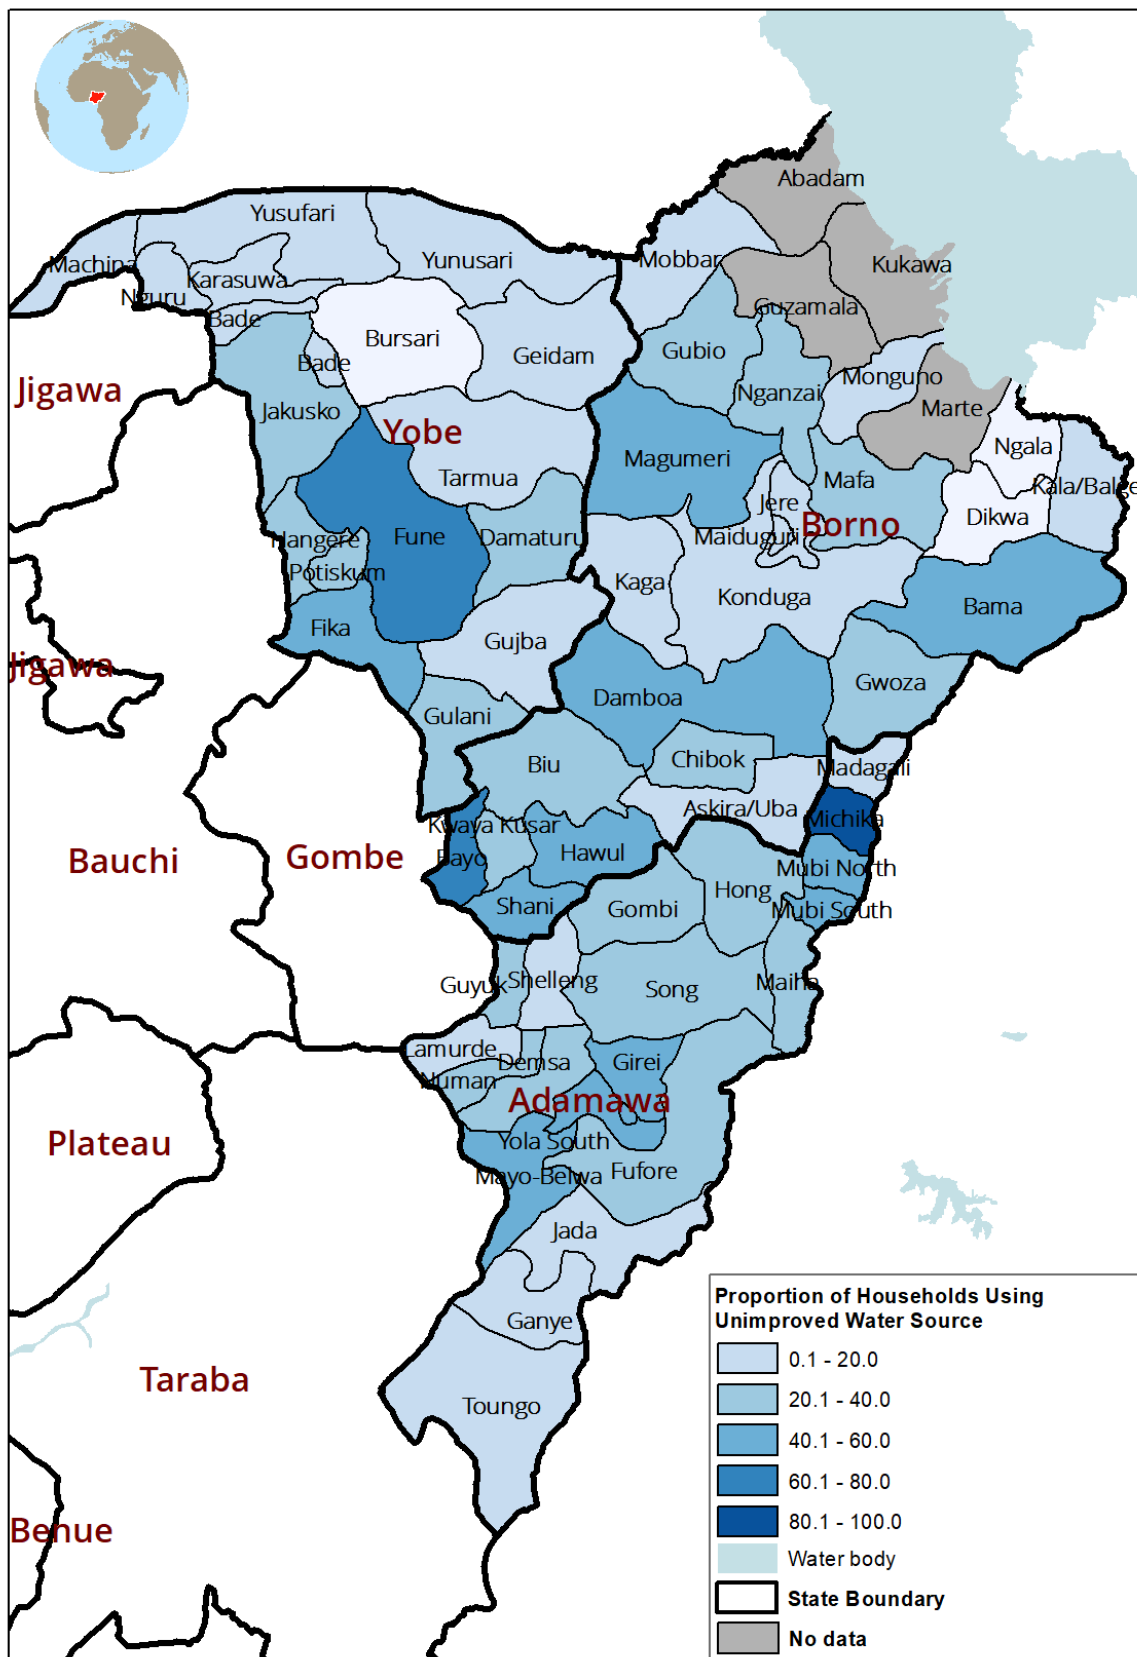 Abadam
Yusufari
Machina
Yunusari
Mobbar
Kukawa
Karasuwa
Nguru
Guzamala
Bade
Bursari
Geidam
Gubio
Bade
Nganzai
Monguno
Jigawa
Jakusko
Marte
Yobe
Ngala
Magumeri
Tarmua
Mafa
Kala/Balge
Jere
Dikwa
Borno
Fune
Damaturu
Maiduguri
Nangere
Potiskum
Kaga
Konduga
Bama
Fika
Gujba
Jigawa
Gwoza
Damboa
Gulani
Chibok
Biu
Madagali
Askira/Uba
Michika
Kwaya Kusar
Bayo
Hawul
Bauchi
Gombe
Mubi North
Hong
Shani
Gombi
Mubi South
Guyuk
Shelleng
Song
Maiha
Lamurde
Demsa
Girei
Numan
Adamawa
Plateau
Yola South
Mayo-Belwa
Fufore
Jada
Ganye
Taraba
Toungo
Benue
Proportion of Households Using
Unimproved Water Source
0.1 - 20.0
20.1 - 40.0
40.1 - 60.0
60.1 - 80.0
80.1 - 100.0
Water body
State Boundary
No data